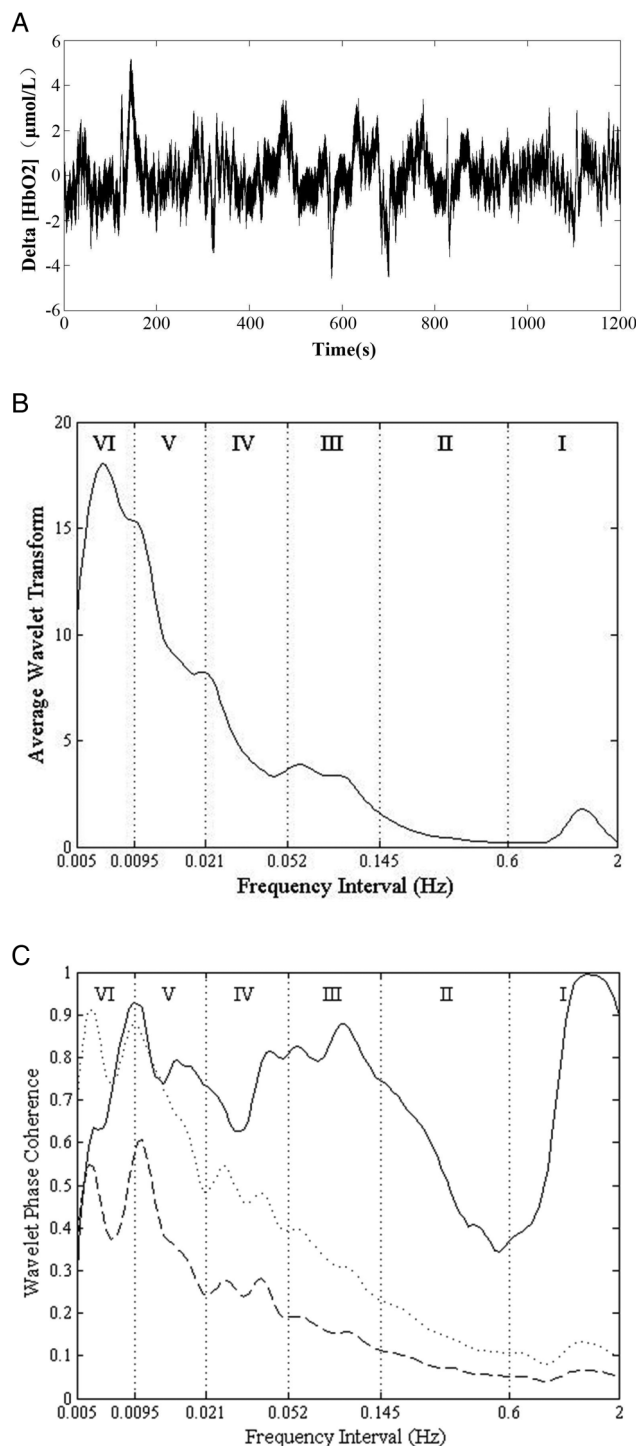 A
Delta [HbO2] (μmol/L)
6
4
2
0
-2
-4
-6
0 200 400 600 800 1000 1200
Time(s)
B
Average Wavelet Transform
20
15
10
5
0
VI V IV III II I
0.005 0.0095 0.021 0.052 0.145 0.6 2
Frequency Interval (Hz)
C
Wavelet Phase Coherence
1
0.9
0.8
0.7
0.6
0.5
0.4
0.3
0.2
0.1
0
VI V IV III II I
0.005 0.0095 0.021 0.052 0.145 0.6 2
Frequency Interval (Hz)